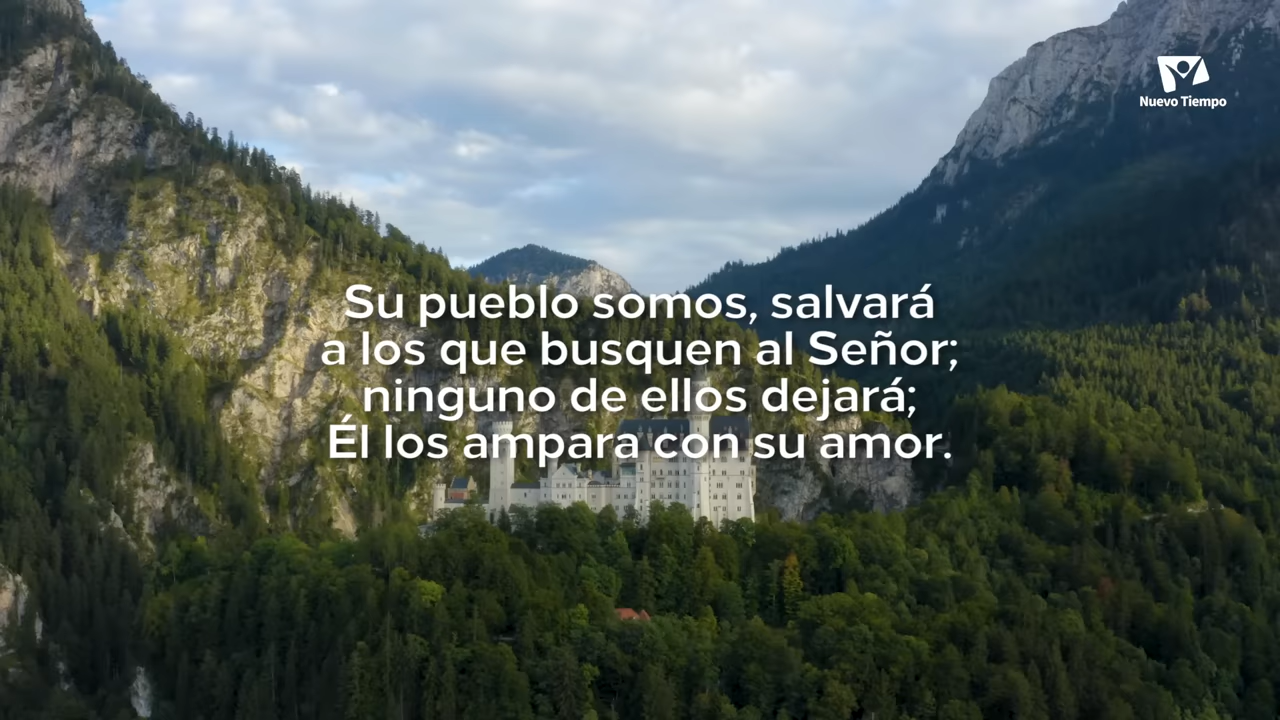 Nuevo Tiempo
Su pueblo somos, salvará
a los que busquen al Señor;
ninguno de ellos dejará;
Él los ampara con su amor.